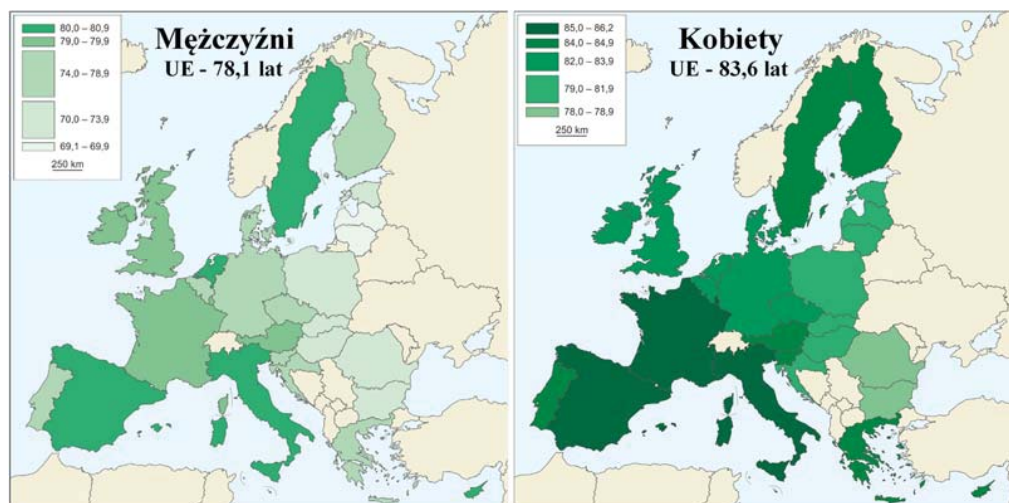 Mężczyźni
UE - 78,1 lat
80,0 – 80,9
79,0 – 79,9
74,0 – 78,9
70,0 – 73,9
69,1 – 69,9
250 km
Kobiety
UE - 83,6 lat
85,0 – 86,2
84,0 – 84,9
82,0 – 83,9
79,0 – 81,9
78,0 – 78,9
250 km